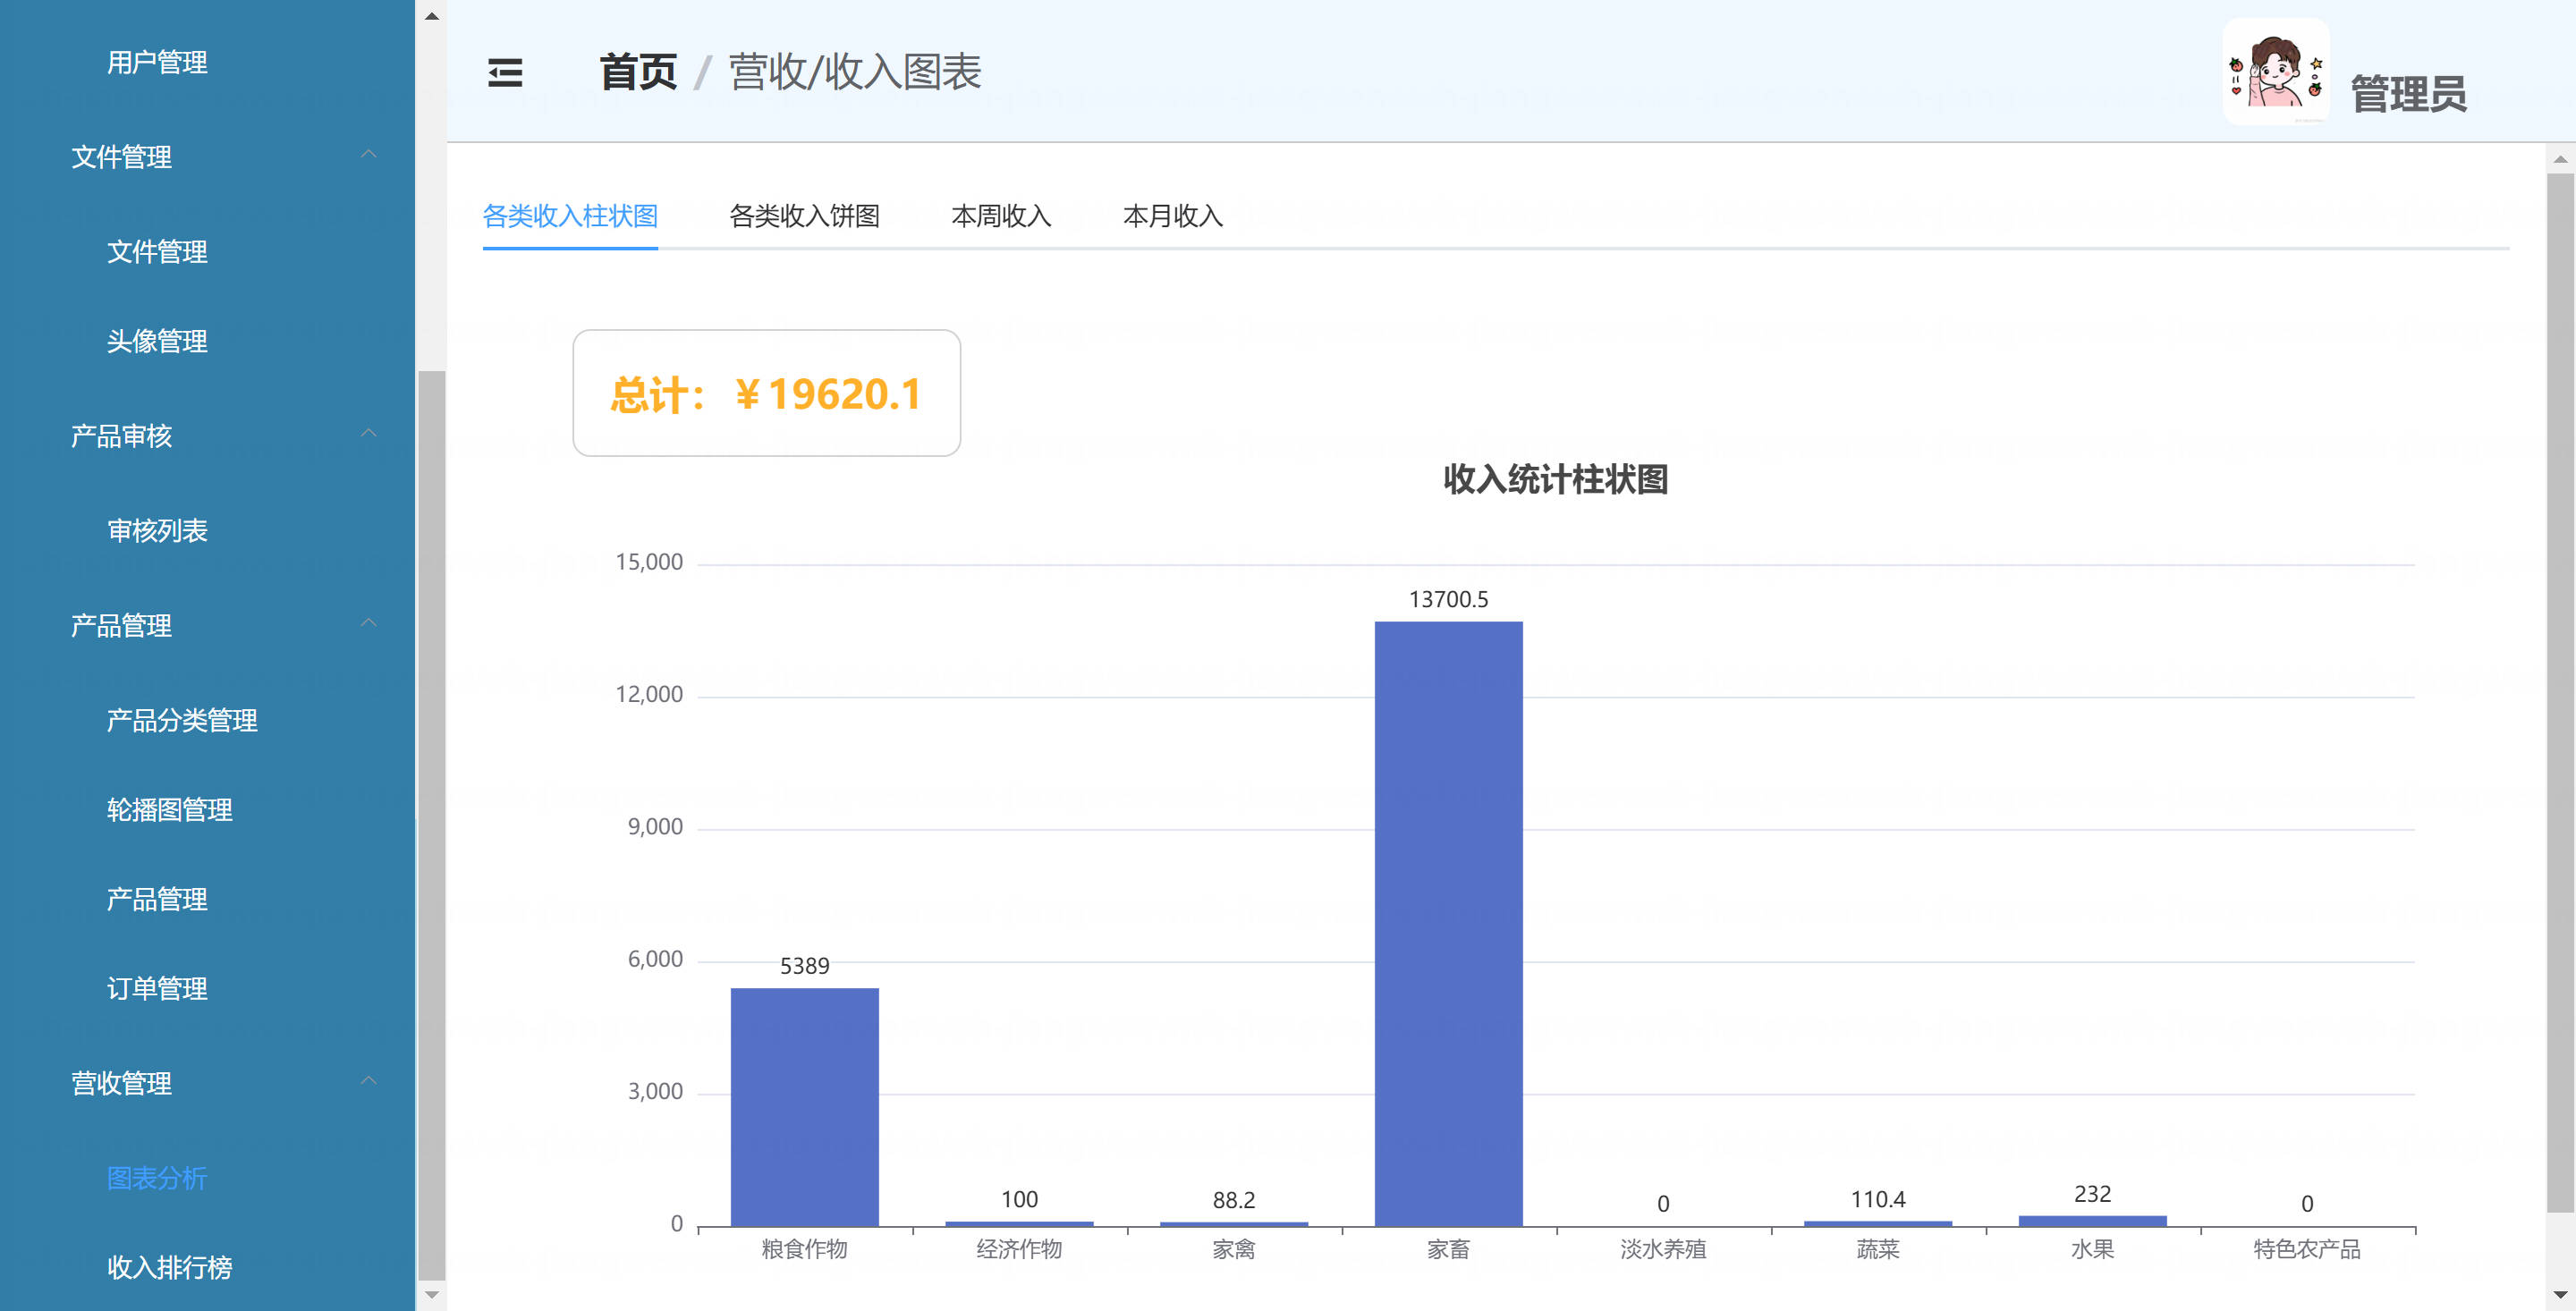 用户管理
文件管理
文件管理
头像管理
产品审核
审核列表
产品管理
产品分类管理
轮播图管理
产品管理
订单管理
营收管理
图表分析
收入排行榜
首页 / 营收/收入图表
管理员
各类收入柱状图 各类收入饼图 本周收入 本月收入
总计：￥19620.1
收入统计柱状图
15,000
13700.5
12,000
9,000
6,000
5389
3,000
100 88.2 0 110.4 232 0
0
粮食作物 经济作物 家禽 家畜 淡水养殖 蔬菜 水果 特色农产品